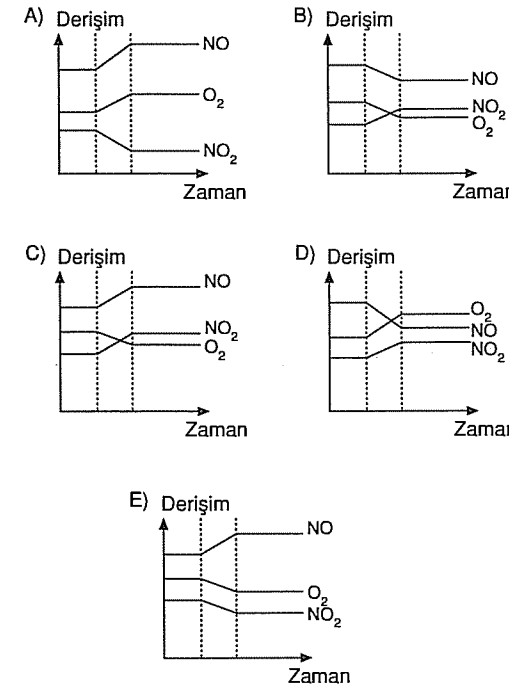 A) Derişim
NO
O₂
NO₂
Zaman
B) Derişim
NO
NO₂
O₂
Zaman
C) Derişim
NO
NO₂
O₂
Zaman
D) Derişim
O₂
NO
NO₂
Zaman
E) Derişim
NO
O₂
NO₂
Zaman